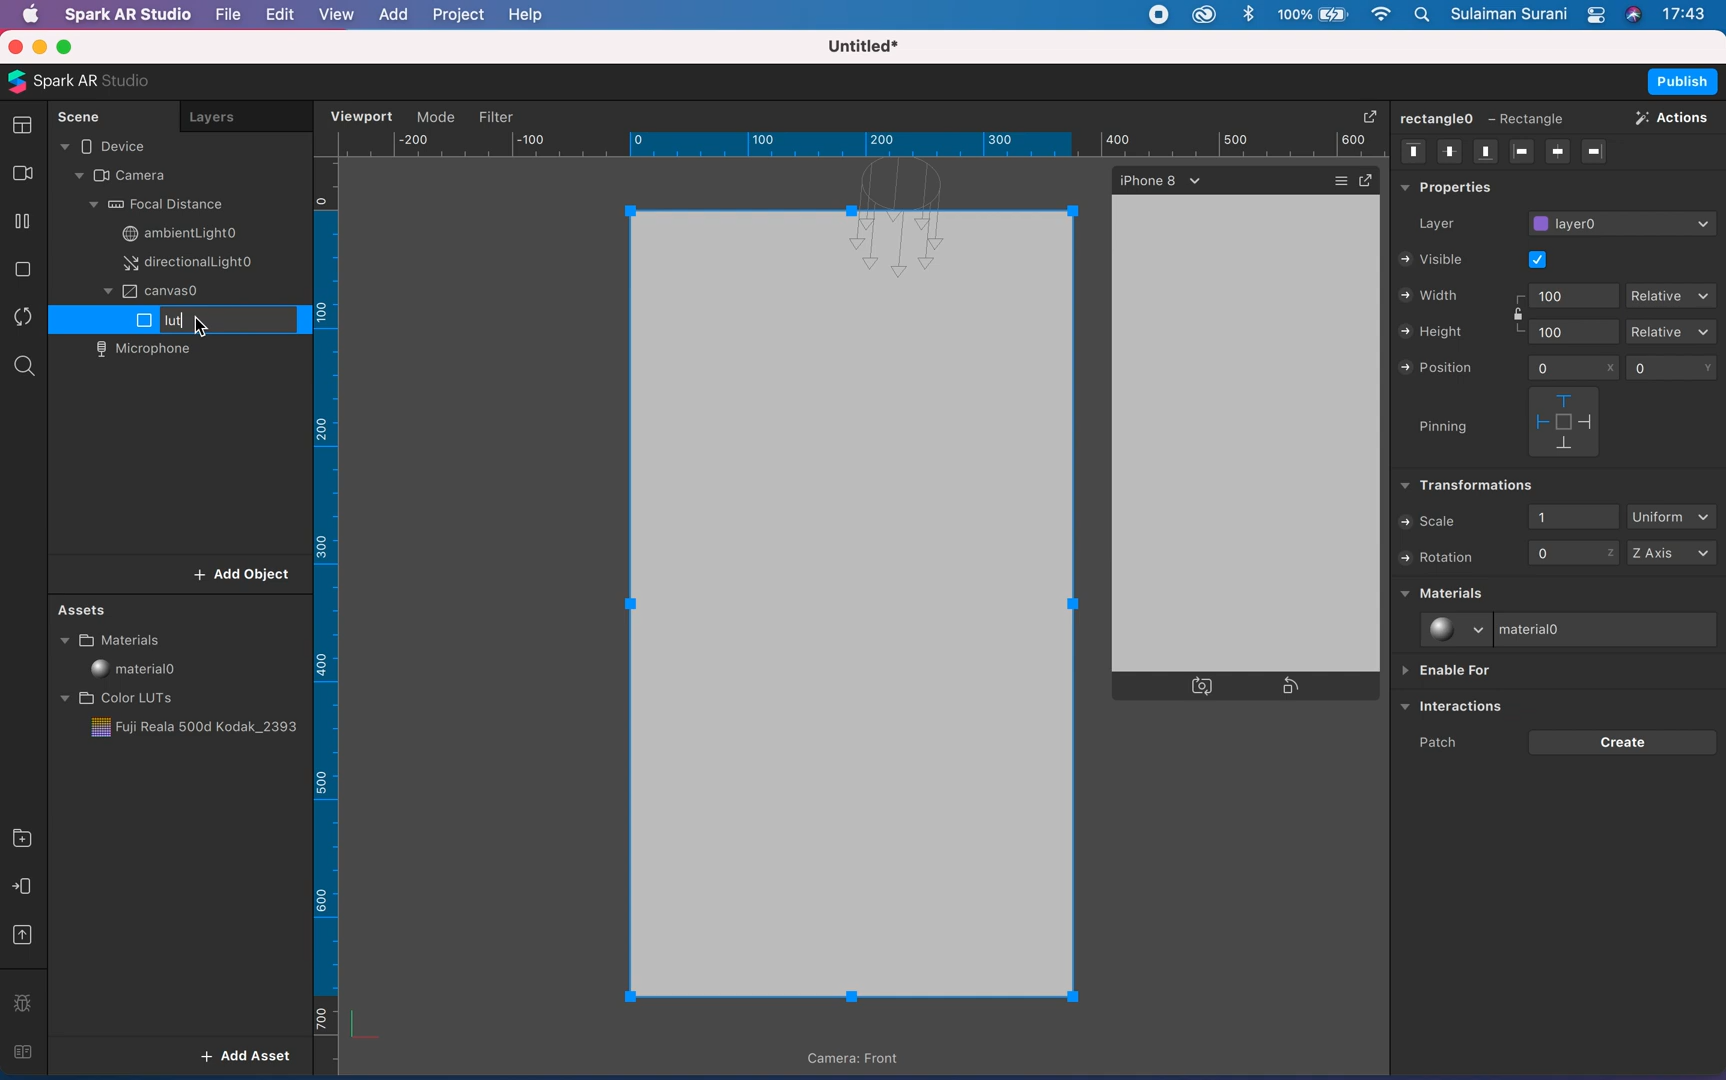 Spark AR Studio File Edit View Add Project Help 100% Sulaiman Surani 17:43
Untitled*
Spark AR Studio
Publish
Scene Layers
Device
Camera
Focal Distance
ambientLight0
directionalLight0
canvas0
lut
Microphone
+ Add Object
Assets
Materials
material0
Color LUTs
Fuji Reala 500d Kodak_2393
+ Add Asset
Viewport Mode Filter
-200 -100 0 100 200 300 400 500 600
0
100
200
300
400
500
600
700
iPhone 8
Camera: Front
rectangle0 – Rectangle Actions
Properties
Layer layer0
Visible
Width 100 Relative
Height 100 Relative
Position 0 X 0 Y
Pinning
Transformations
Scale 1 Uniform
Rotation 0 Z Z Axis
Materials
material0
Enable For
Interactions
Patch Create